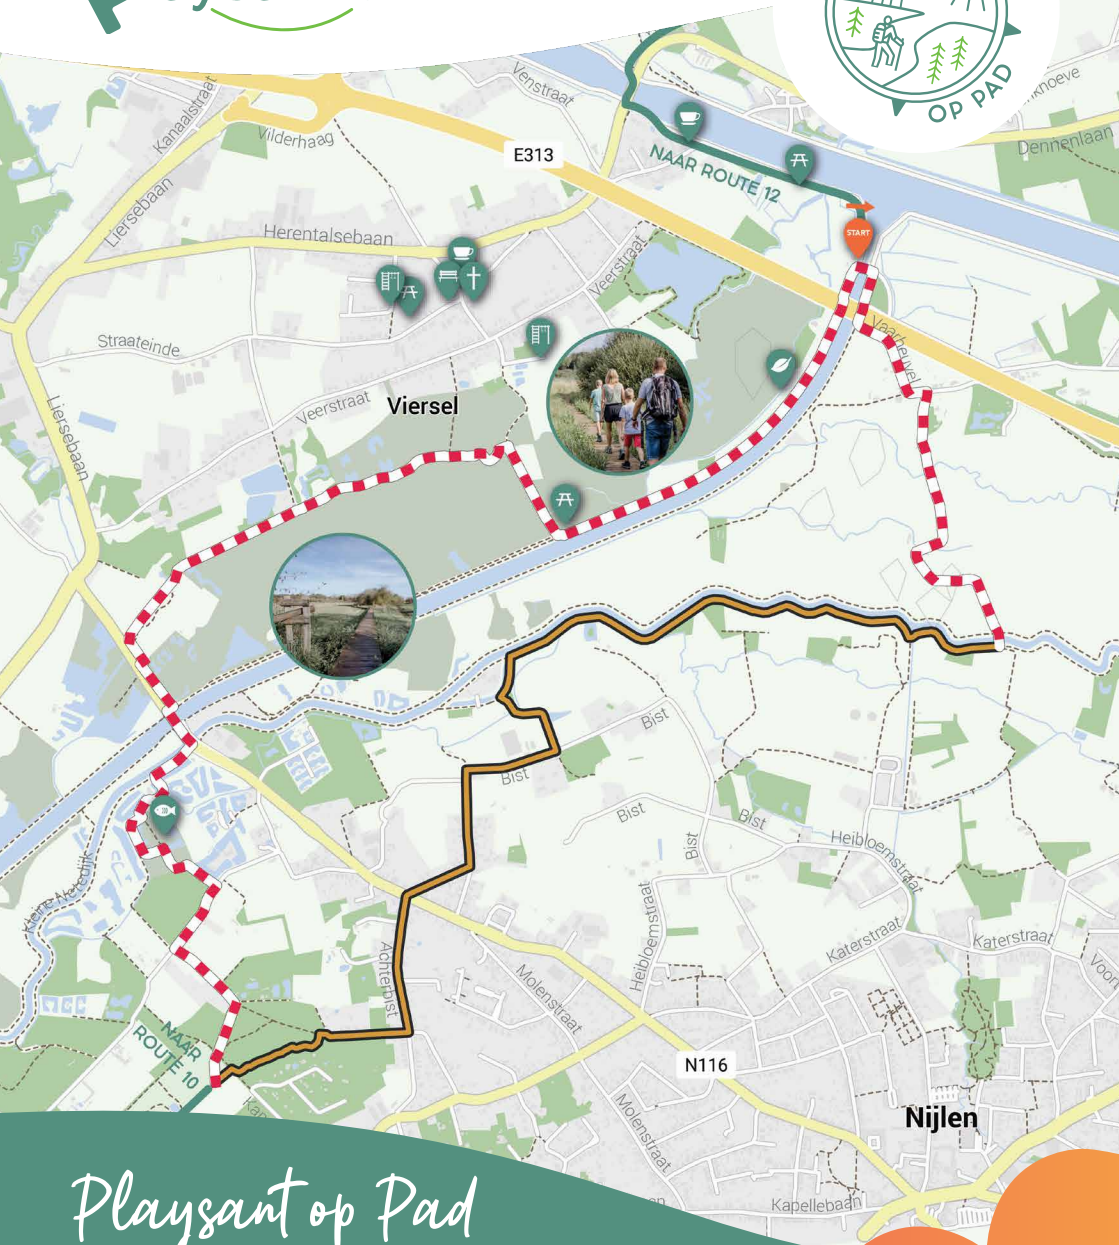 OP PAD
Venstraat
Kanaalstraat
Vilderhaag
E313
Dennenlaan
NAAR ROUTE 12
Liersebaan
Herentalsebaan
START
Veerstraat
Straateinde
Vaarheuvel
Liersebaan
Veerstraat
Viersel
Bist
Bist
Bist
Bist
Bist
Heibloemstraat
Kleine Netedijk
Heibloemstraat
Katerstraat
Katerstraat
Achterbist
Molenstraat
NAAR
ROUTE 10
N116
Molenstraat
Nijlen
Kapellebaan
Playsant op Pad